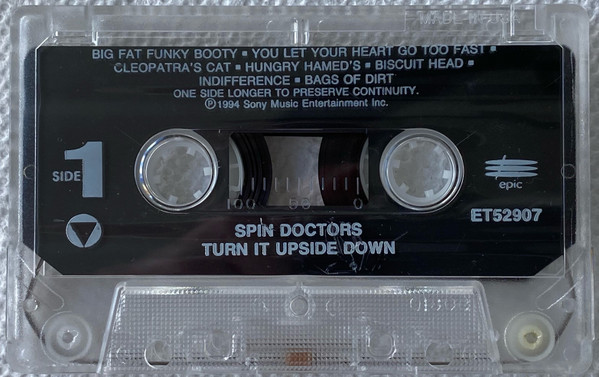 MADE IN U.S.A.
BIG FAT FUNKY BOOTY ▪ YOU LET YOUR HEART GO TOO FAST ▪
CLEOPATRA'S CAT ▪ HUNGRY HAMED'S ▪ BISCUIT HEAD ▪
INDIFFERENCE ▪ BAGS OF DIRT
ONE SIDE LONGER TO PRESERVE CONTINUITY.
℗1994 Sony Music Entertainment Inc.
SIDE 1
epic
100 50 0
ET52907
SPIN DOCTORS
TURN IT UPSIDE DOWN